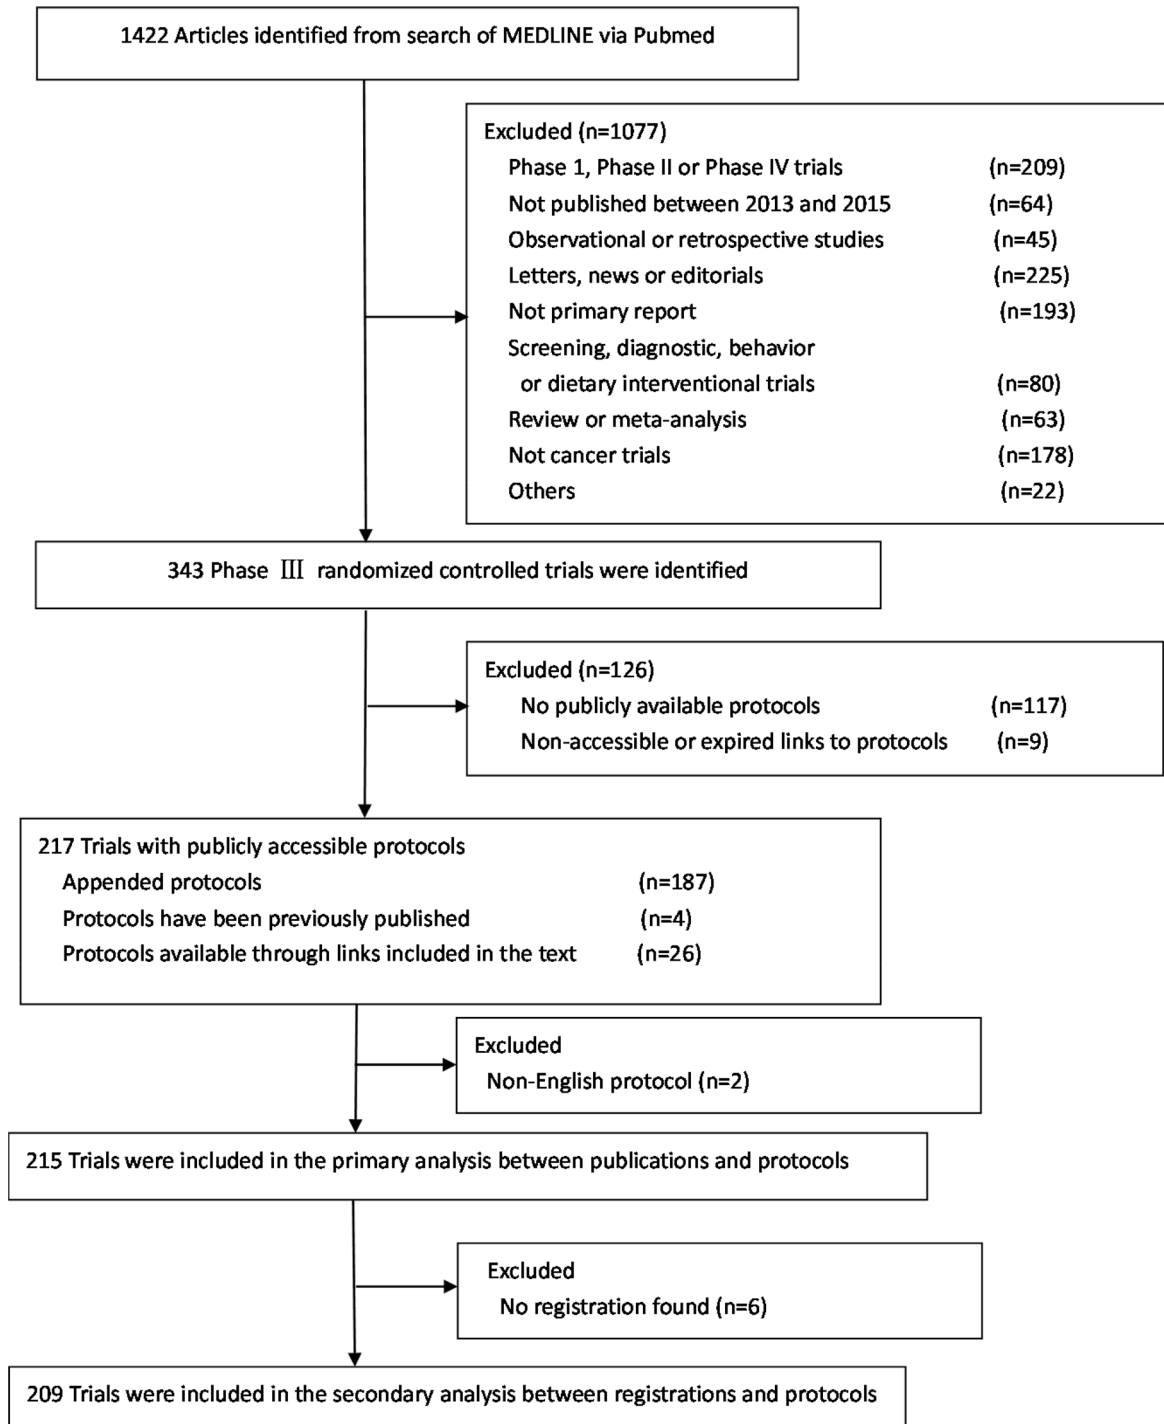 1422 Articles identified from search of MEDLINE via Pubmed
Excluded (n=1077)
Phase 1, Phase II or Phase IV trials (n=209)
Not published between 2013 and 2015 (n=64)
Observational or retrospective studies (n=45)
Letters, news or editorials (n=225)
Not primary report (n=193)
Screening, diagnostic, behavior
or dietary interventional trials (n=80)
Review or meta-analysis (n=63)
Not cancer trials (n=178)
Others (n=22)
343 Phase Ⅲ randomized controlled trials were identified
Excluded (n=126)
No publicly available protocols (n=117)
Non-accessible or expired links to protocols (n=9)
217 Trials with publicly accessible protocols
Appended protocols (n=187)
Protocols have been previously published (n=4)
Protocols available through links included in the text (n=26)
Excluded
Non-English protocol (n=2)
215 Trials were included in the primary analysis between publications and protocols
Excluded
No registration found (n=6)
209 Trials were included in the secondary analysis between registrations and protocols